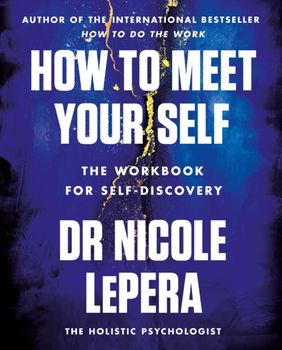 AUTHOR OF THE INTERNATIONAL BESTSELLER
HOW TO DO THE WORK
HOW TO MEET
YOUR SELF
THE WORKBOOK
FOR SELF-DISCOVERY
DR NICOLE
LePERA
THE HOLISTIC PSYCHOLOGIST